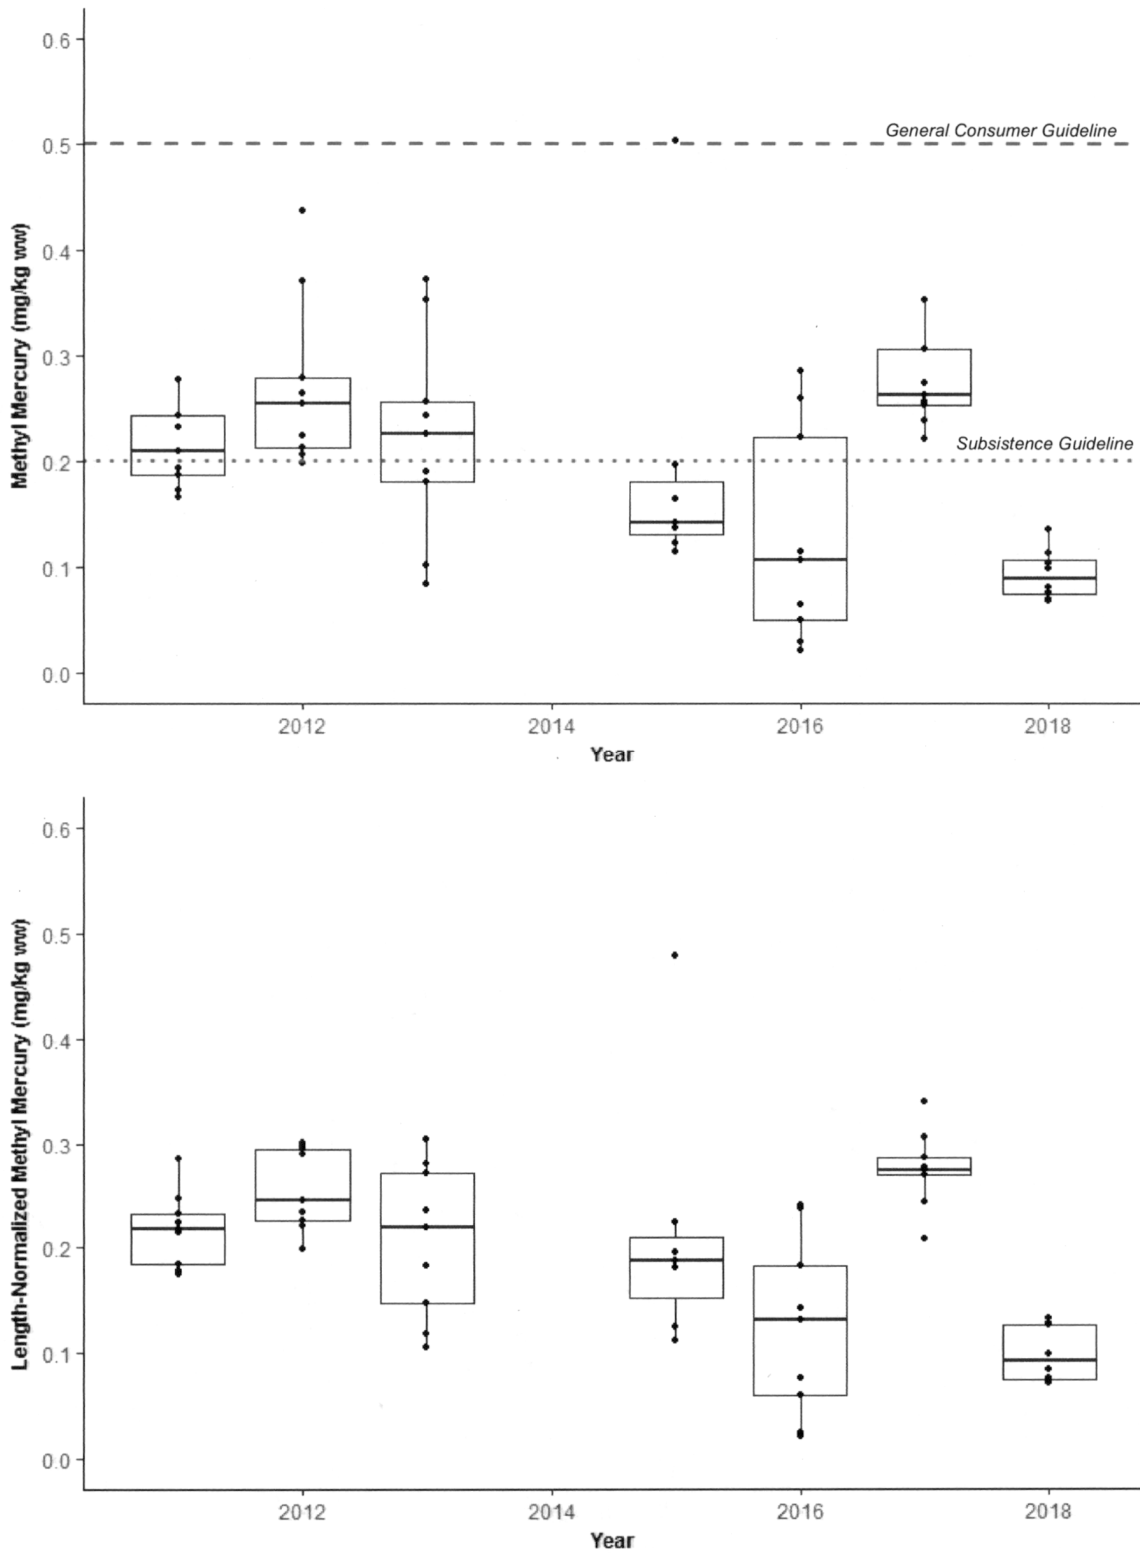 0.6
General Consumer Guideline
0.5
0.4
0.3
Subsistence Guideline
0.2
0.1
0.0
Methyl Mercury (mg/kg ww)
2012 2014 2016 2018
Year
0.6
0.5
0.4
0.3
0.2
0.1
0.0
Length-Normalized Methyl Mercury (mg/kg ww)
2012 2014 2016 2018
Year